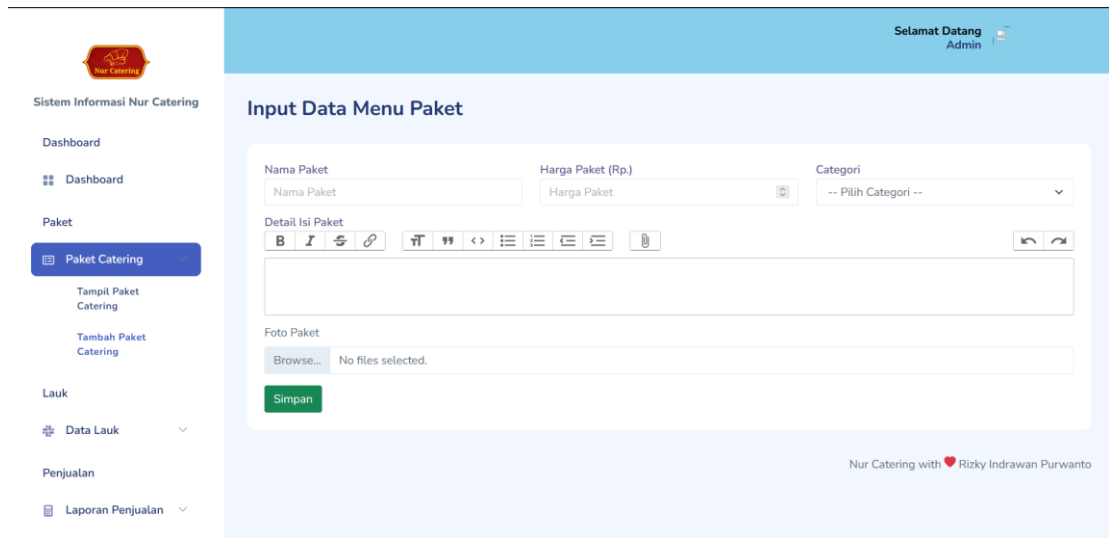 Selamat Datang
Admin
Nur Catering
Sistem Informasi Nur Catering
Dashboard
Dashboard
Paket
Paket Catering
Tampil Paket
Catering
Tambah Paket
Catering
Lauk
Data Lauk
Penjualan
Laporan Penjualan
Input Data Menu Paket
Nama Paket
Nama Paket
Harga Paket (Rp.)
Harga Paket
Categori
-- Pilih Categori --
Detail Isi Paket
Foto Paket
Browse... No files selected.
Simpan
Nur Catering with ❤ Rizky Indrawan Purwanto